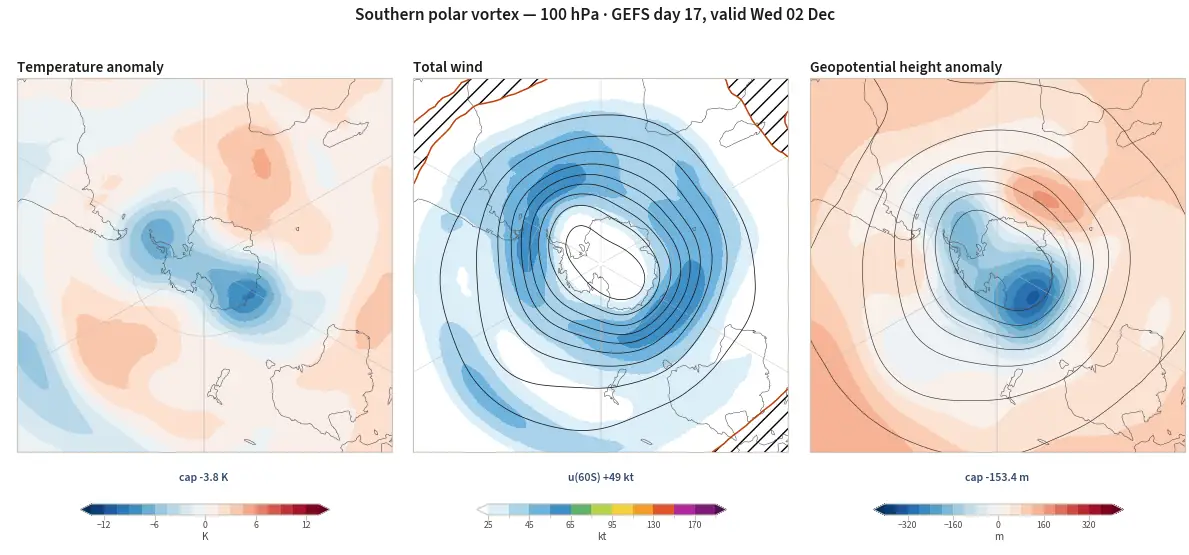 Southern polar vortex — 100 hPa · GEFS day 17, valid Wed 02 Dec
Temperature anomaly
Total wind
Geopotential height anomaly
cap -3.8 K
u(60S) +49 kt
cap -153.4 m
−12 −6 0 6 12
K
25 45 65 95 130 170
kt
−320 −160 0 160 320
m